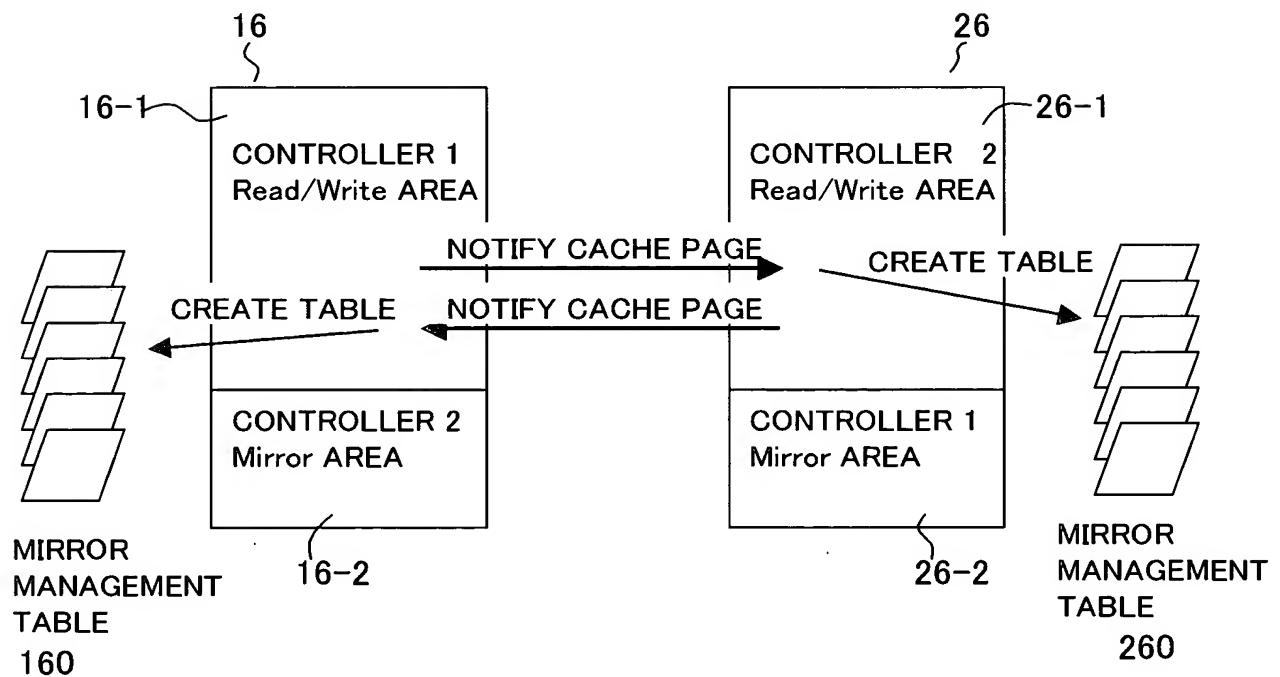 16
26
16-1
26-1
CONTROLLER 1
Read/Write AREA
CONTROLLER 2
Read/Write AREA
NOTIFY CACHE PAGE
CREATE TABLE
CREATE TABLE
NOTIFY CACHE PAGE
CONTROLLER 2
Mirror AREA
CONTROLLER 1
Mirror AREA
16-2
26-2
MIRROR
MANAGEMENT
TABLE
160
MIRROR
MANAGEMENT
TABLE
260